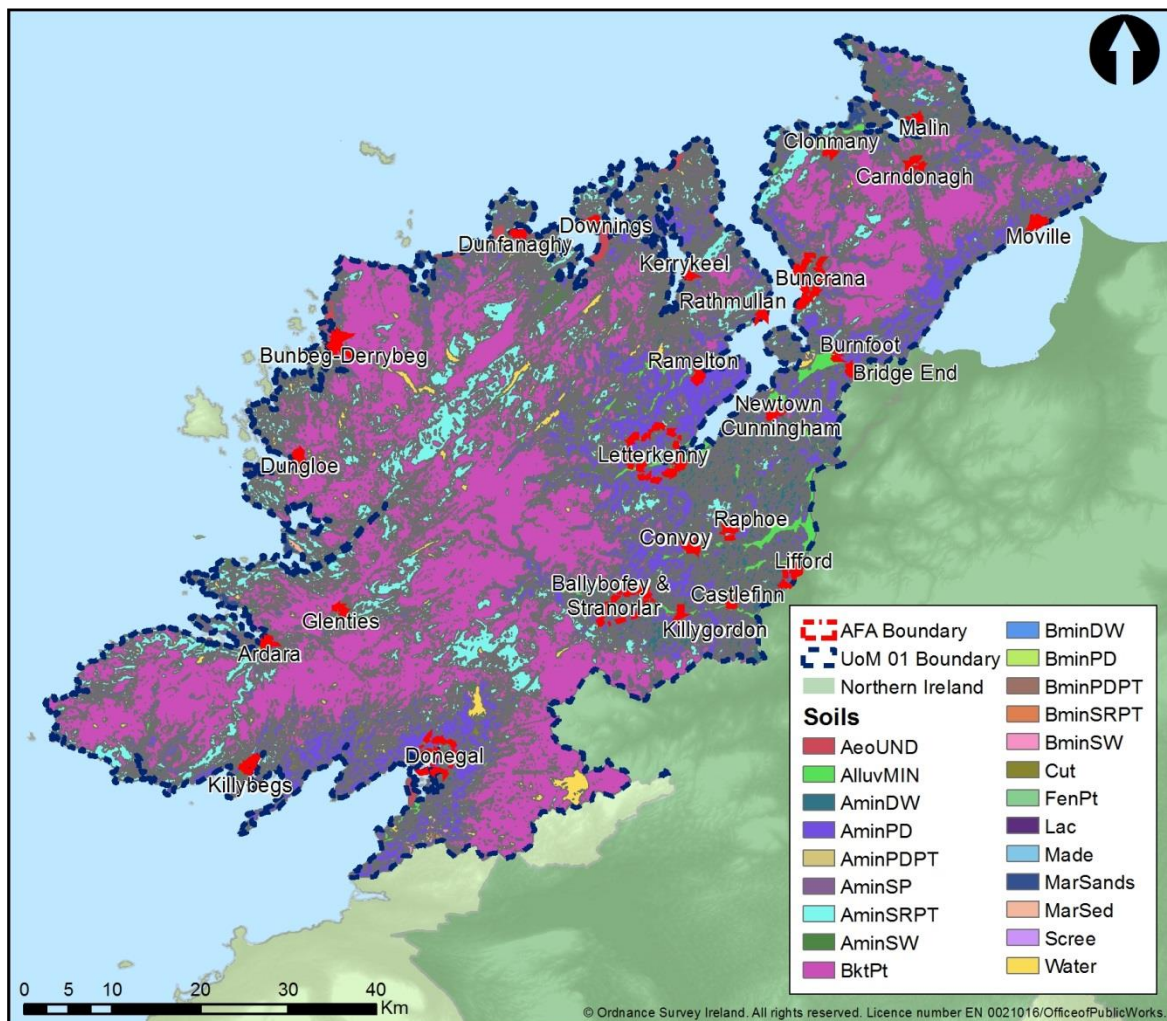 Malin
Clonmany
Carndonagh
Moville
Downings
Dunfanaghy
Kerrykeel
Buncrana
Rathmullan
Bunbeg-Derrybeg
Burnfoot
Ramelton
Bridge End
Newtown
Cunningham
Dungloe
Letterkenny
Raphoe
Convoy
Lifford
Ballybofey &
Stranorlar
Castlefinn
Glenties
Killygordon
Ardara
Donegal
Killybegs
AFA Boundary
UoM 01 Boundary
Northern Ireland
Soils
AeoUND
AlluvMIN
AminDW
AminPD
AminPDPT
AminSP
AminSRPT
AminSW
BktPt
BminDW
BminPD
BminPDPT
BminSRPT
BminSW
Cut
FenPt
Lac
Made
MarSands
MarSed
Scree
Water
0 5 10 20 30 40
Km
© Ordnance Survey Ireland. All rights reserved. Licence number EN 0021016/OfficeofPublicWorks.